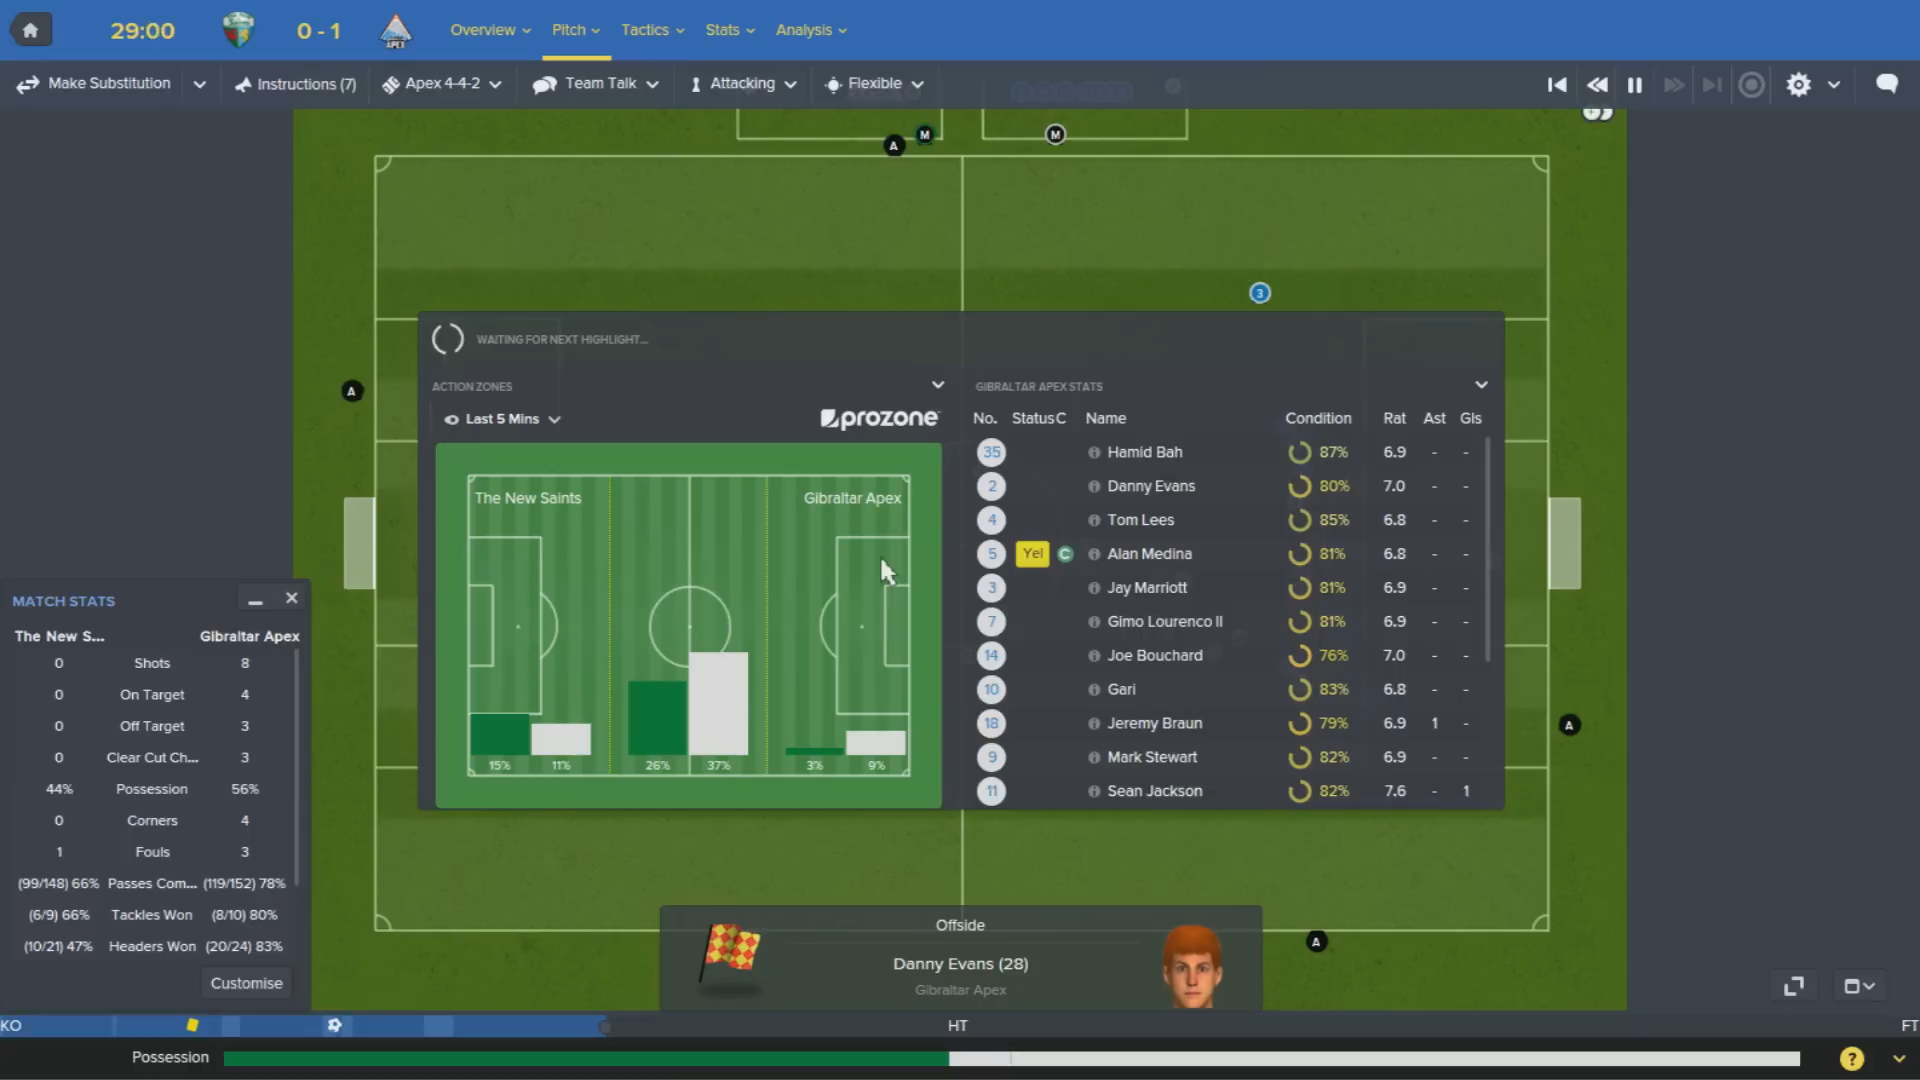 29:00 0 - 1 APEX Overview Pitch Tactics Stats Analysis
Make Substitution Instructions (7) Apex 4-4-2 Team Talk Attacking Flexible
A M M
3
A
WAITING FOR NEXT HIGHLIGHT...
ACTION ZONES
Last 5 Mins prozone
The New Saints Gibraltar Apex
15% 11% 26% 37% 3% 9%
GIBRALTAR APEX STATS
No. Status C Name Condition Rat Ast Gls
35 Hamid Bah 87% 6.9 - -
2 Danny Evans 80% 7.0 - -
4 Tom Lees 85% 6.8 - -
5 Yel C Alan Medina 81% 6.8 - -
3 Jay Marriott 81% 6.9 - -
7 Gimo Lourenco II 81% 6.9 - -
14 Joe Bouchard 76% 7.0 - -
10 Gari 83% 6.8 - -
18 Jeremy Braun 79% 6.9 1 -
9 Mark Stewart 82% 6.9 - -
11 Sean Jackson 82% 7.6 - 1
A
A
MATCH STATS
The New S... Gibraltar Apex
0 Shots 8
0 On Target 4
0 Off Target 3
0 Clear Cut Ch... 3
44% Possession 56%
0 Corners 4
1 Fouls 3
(99/148) 66% Passes Com... (119/152) 78%
(6/9) 66% Tackles Won (8/10) 80%
(10/21) 47% Headers Won (20/24) 83%
Customise
Offside
Danny Evans (28)
Gibraltar Apex
KO HT FT
Possession ?